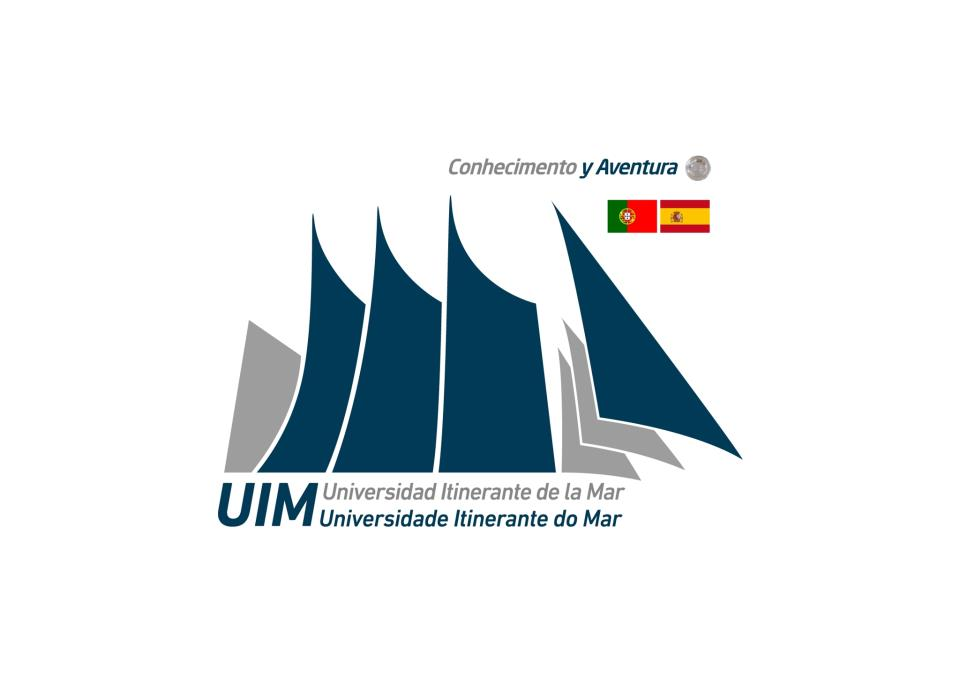 Conhecimento y Aventura
UIM
Universidad Itinerante de la Mar
Universidade Itinerante do Mar